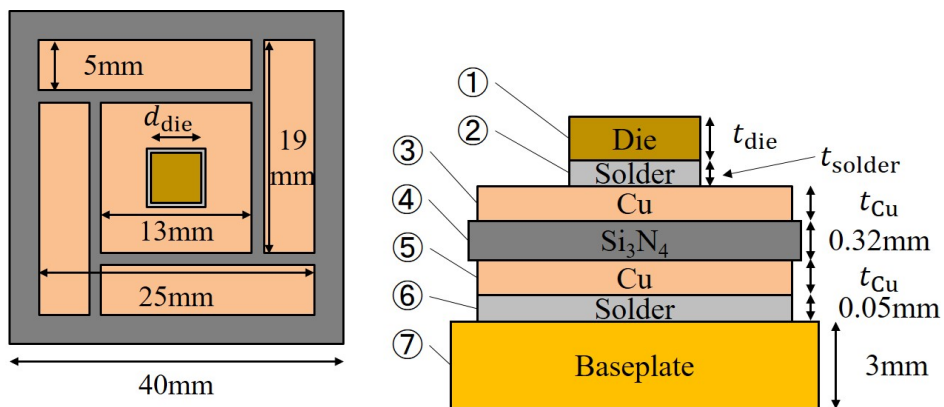 5mm
d_die
19
mm
13mm
25mm
40mm
①
②
③
④
⑤
⑥
⑦
Die
Solder
Cu
Si₃N₄
Cu
Solder
Baseplate
t_die
t_solder
t_Cu
0.32mm
t_Cu
0.05mm
3mm